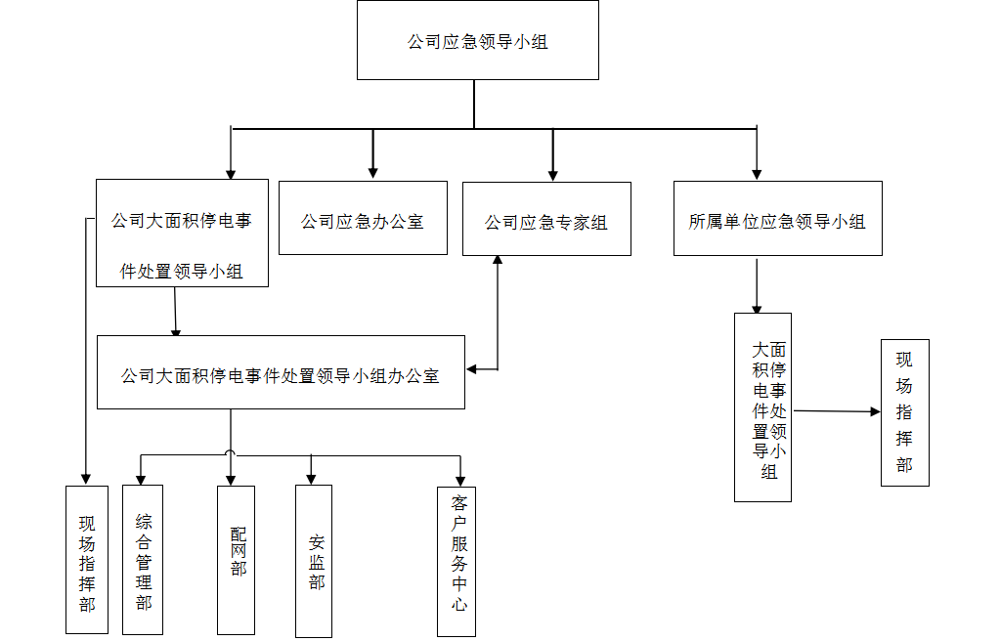 公司应急领导小组
公司大面积停电事
件处置领导小组
公司应急办公室
公司应急专家组
所属单位应急领导小组
公司大面积停电事件处置领导小组办公室
大面
积停
电事
件处
置领
导小
组
现
场
指
挥
部
现
场
指
挥
部
综
合
管
理
部
配
网
部
安
监
部
客
户
服
务
中
心